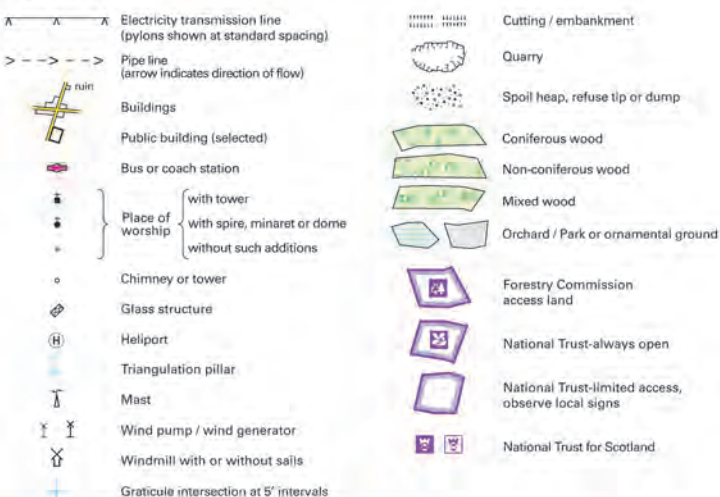 Electricity transmission line
(pylons shown at standard spacing)
Pipe line
(arrow indicates direction of flow)
ruin
Buildings
Public building (selected)
Bus or coach station
Place of
worship
with tower
with spire, minaret or dome
without such additions
Chimney or tower
Glass structure
H
Heliport
Triangulation pillar
Mast
Wind pump / wind generator
Windmill with or without sails
Graticule intersection at 5' intervals
Cutting / embankment
Quarry
Spoil heap, refuse tip or dump
Coniferous wood
Non-coniferous wood
Mixed wood
Orchard / Park or ornamental ground
Forestry Commission
access land
National Trust-always open
National Trust-limited access,
observe local signs
National Trust for Scotland